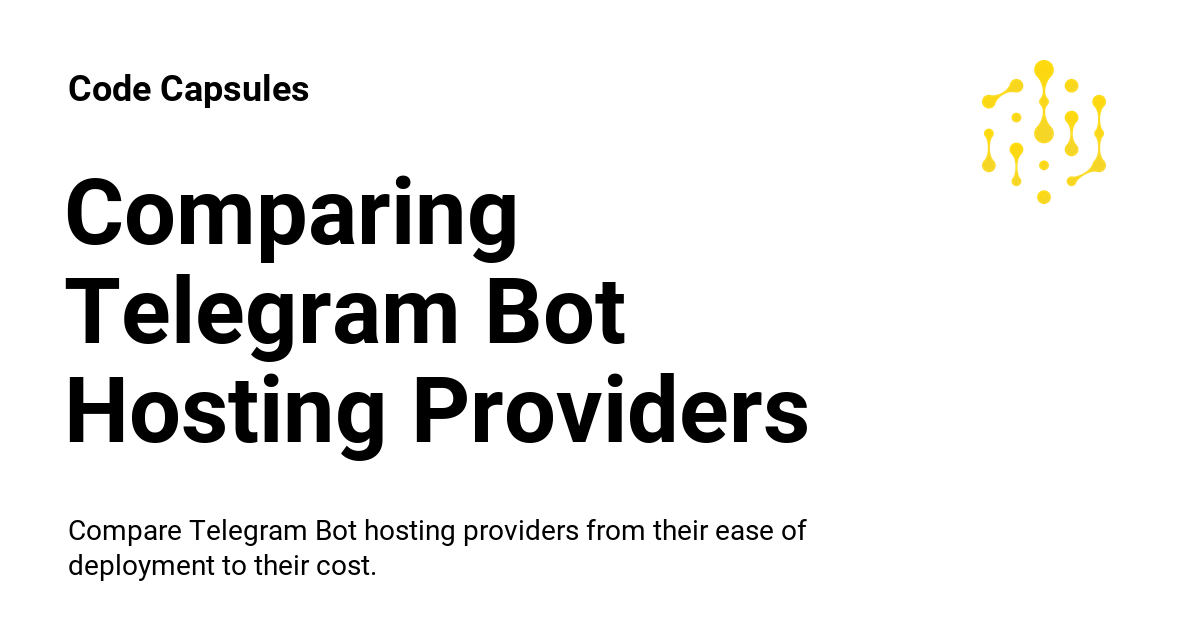 Code Capsules
Comparing
Telegram Bot
Hosting Providers
Compare Telegram Bot hosting providers from their ease of
deployment to their cost.